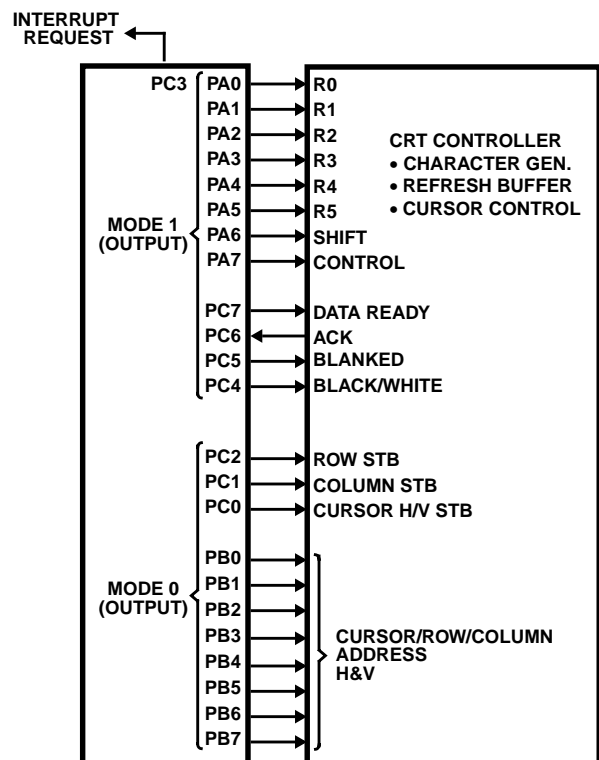 INTERRUPT
REQUEST
PC3 PA0 R0
PA1 R1
PA2 R2
PA3 R3
PA4 R4
PA5 R5
PA6 SHIFT
PA7 CONTROL
CRT CONTROLLER
• CHARACTER GEN.
• REFRESH BUFFER
• CURSOR CONTROL
MODE 1
(OUTPUT)
PC7 DATA READY
PC6 ACK
PC5 BLANKED
PC4 BLACK/WHITE
PC2 ROW STB
PC1 COLUMN STB
PC0 CURSOR H/V STB
MODE 0
(OUTPUT)
PB0
PB1
PB2
PB3
PB4
PB5
PB6
PB7
CURSOR/ROW/COLUMN
ADDRESS
H&V